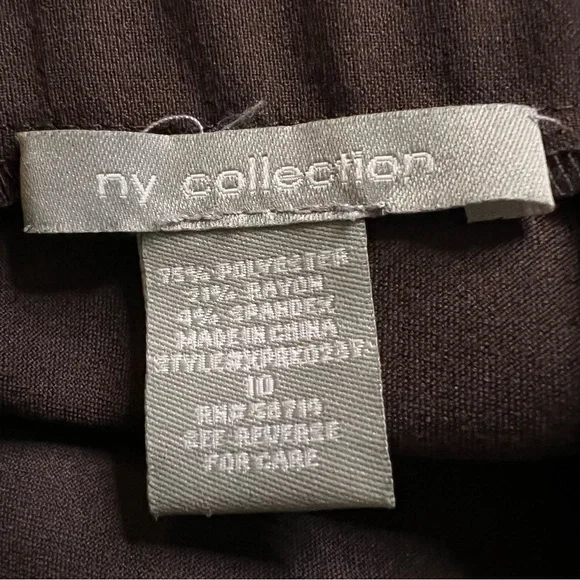 ny collection
75% POLYESTER
21% RAYON
4% SPANDEX
MADE IN CHINA
10
SEE REVERSE
FOR CARE